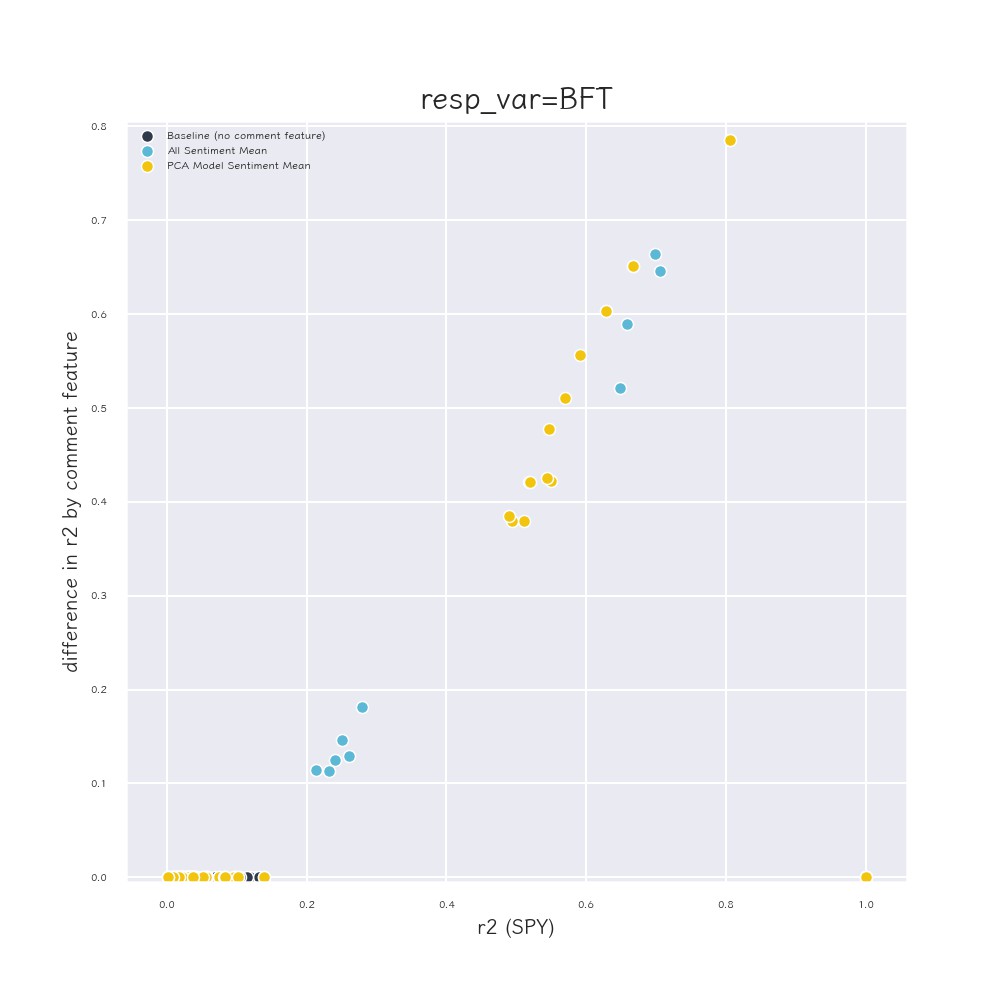 resp_var=BFT
Baseline (no comment feature)
All Sentiment Mean
PCA Model Sentiment Mean
difference in r2 by comment feature
0.8
0.7
0.6
0.5
0.4
0.3
0.2
0.1
0.0
0.0 0.2 0.4 0.6 0.8 1.0
r2 (SPY)